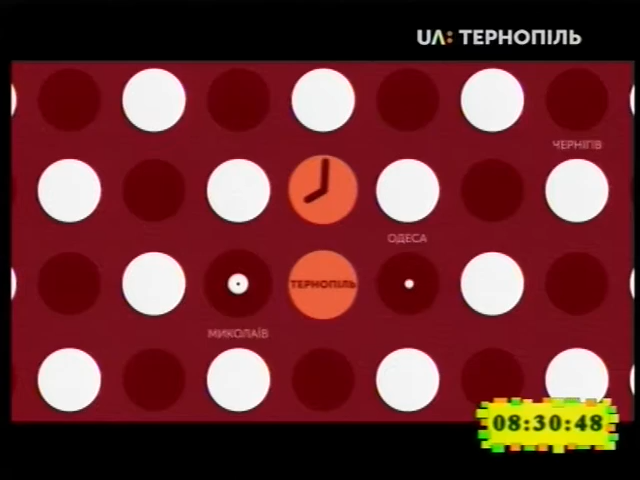 UA: ТЕРНОПІЛЬ
ЧЕРНІГІВ
ОДЕСА
ТЕРНОПІЛЬ
МИКОЛАЇВ
08:30:48